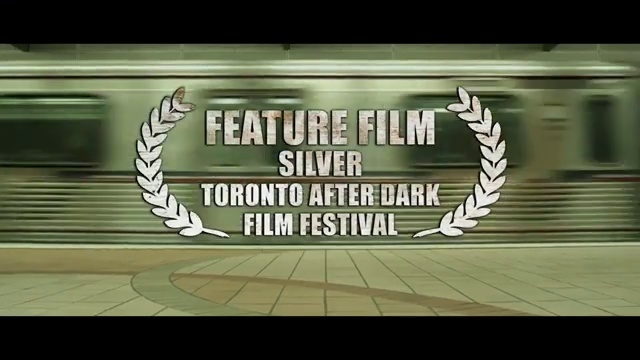 FEATURE FILM
SILVER
TORONTO AFTER DARK
FILM FESTIVAL